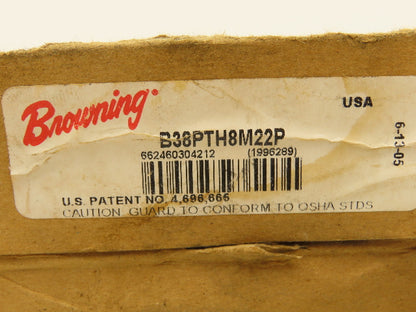 Browning
USA
B38PTH8M22P
662460304212 (1996289)
6-13-05
U.S. PATENT NO. 4,696,665
CAUTION GUARD TO CONFORM TO OSHA STDS